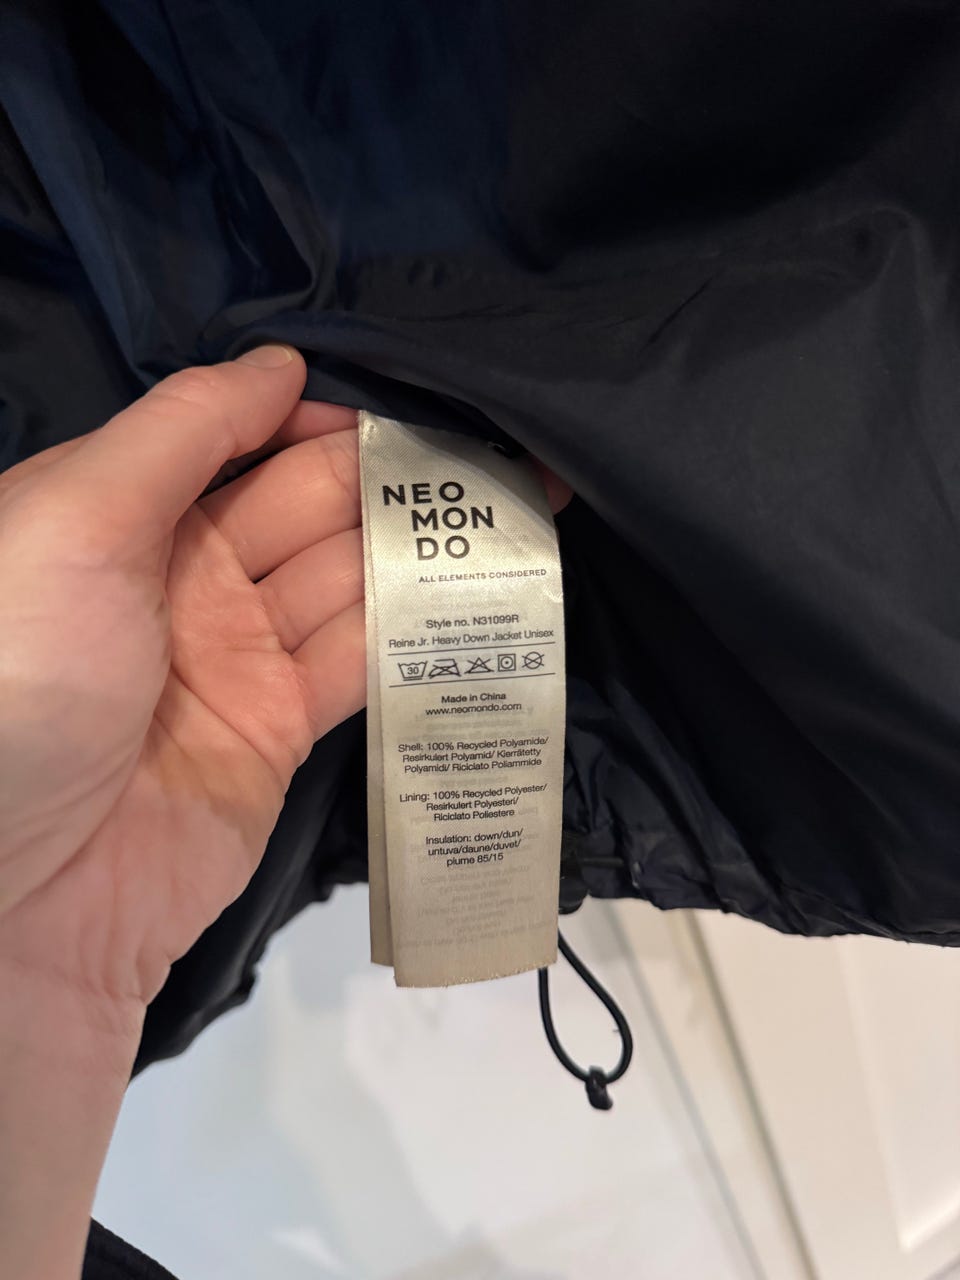 NEO
MON
DO
ALL ELEMENTS CONSIDERED
Style no. N31099R
Reine Jr. Heavy Down Jacket Unisex
30
Made in China
www.neomondo.com
Shell: 100% Recycled Polyamide/
Resirkulert Polyamid/ Kierrätetty
Polyamidi/ Riciclato Poliammide
Lining: 100% Recycled Polyester/
Resirkulert Polyesteri/
Riciclato Poliestere
Insulation: down/dun/
untuva/daune/duvet/
plume 85/15